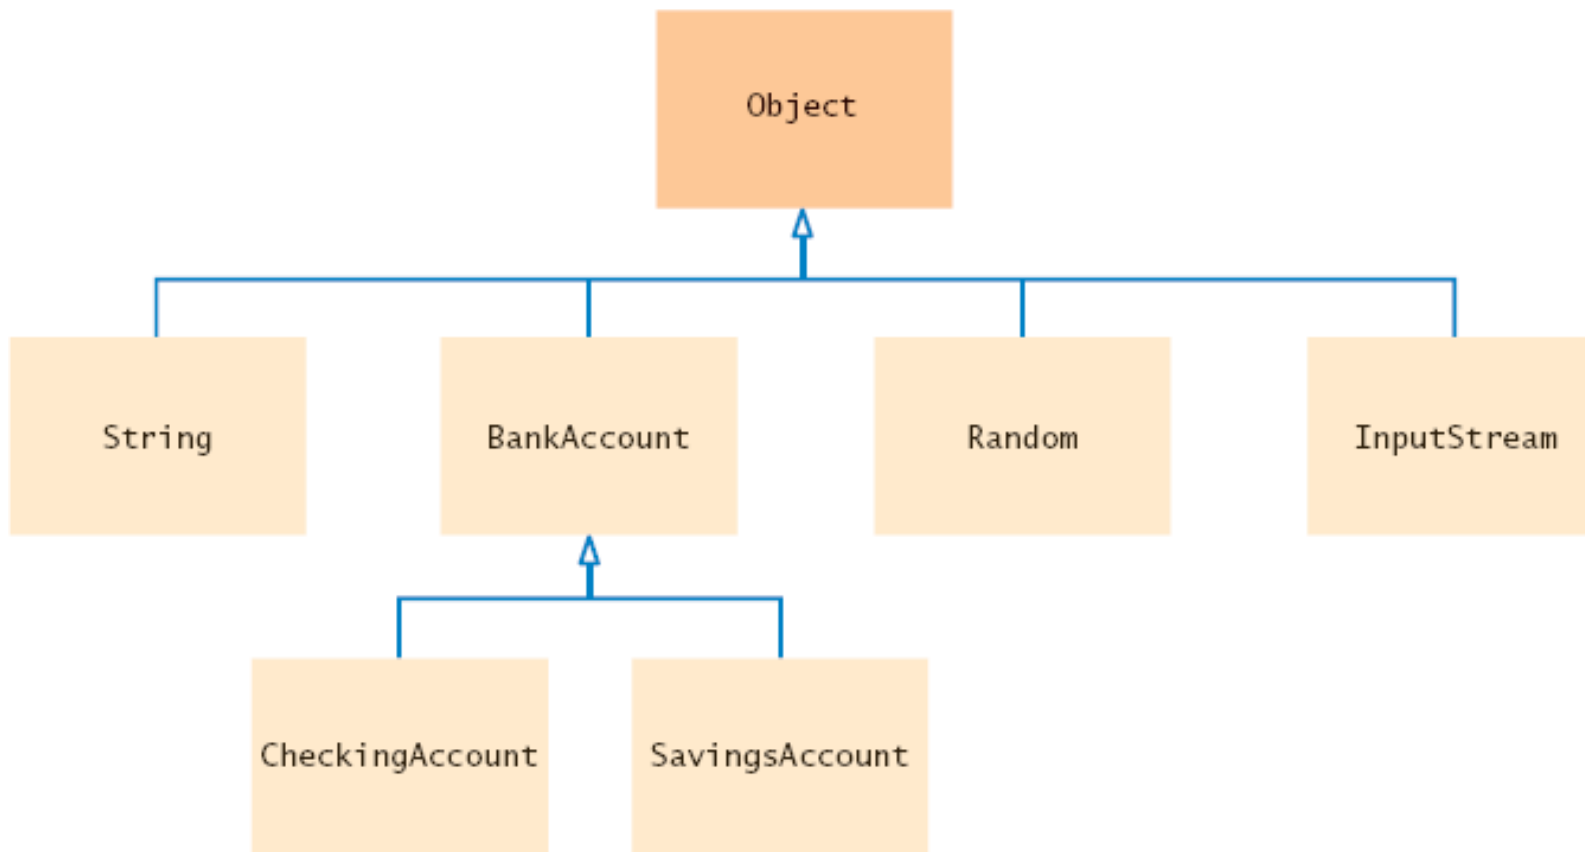 Object
String
BankAccount
Random
InputStream
CheckingAccount
SavingsAccount